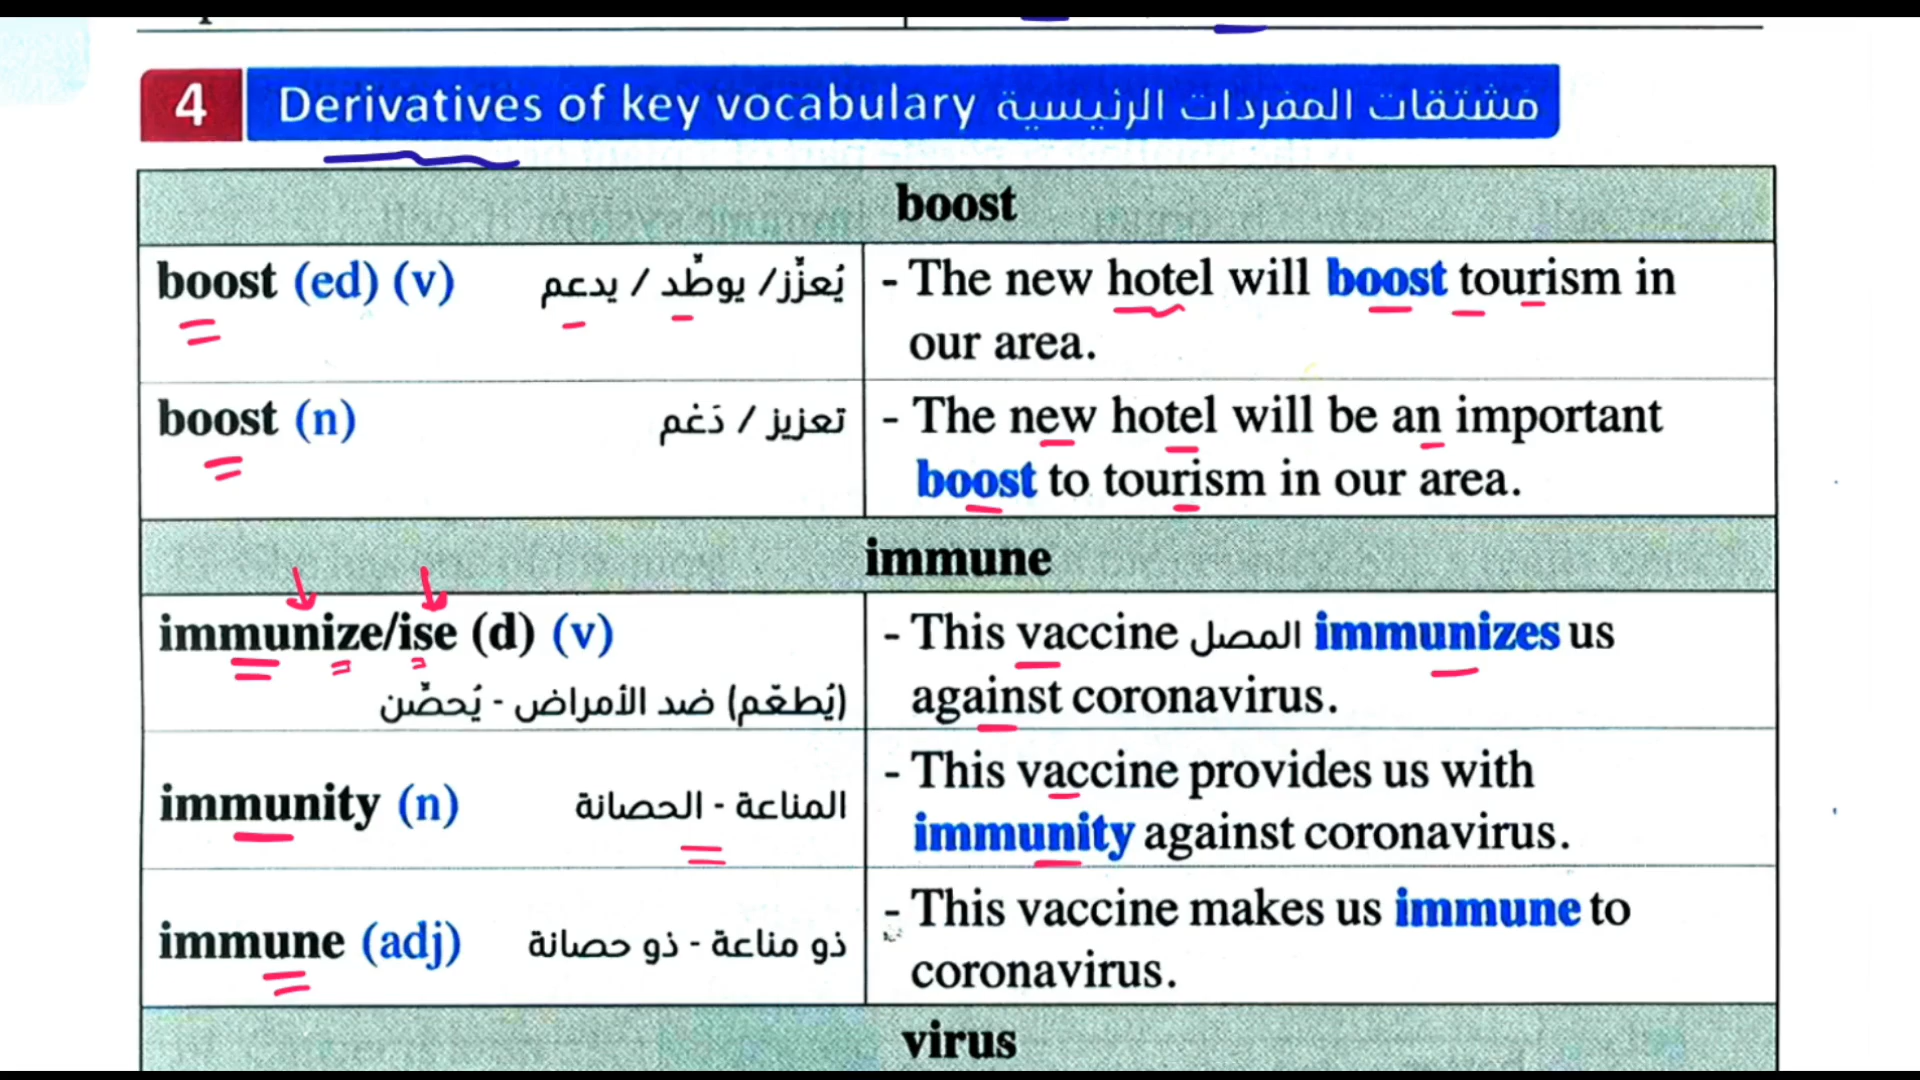 4 Derivatives of key vocabulary مشتقات المفردات الرئيسية
boost
boost (ed) (v) يُعزِّز/ يوطِّد / يدعم
- The new hotel will boost tourism in
our area.
boost (n) تعزيز / دَعْم
- The new hotel will be an important
boost to tourism in our area.
immune
immunize/ise (d) (v)
(يُطعّم) ضد الأمراض - يُحصِّن
- This vaccine المصل immunizes us
against coronavirus.
immunity (n) المناعة - الحصانة
- This vaccine provides us with
immunity against coronavirus.
immune (adj) ذو مناعة - ذو حصانة
- This vaccine makes us immune to
coronavirus.
virus